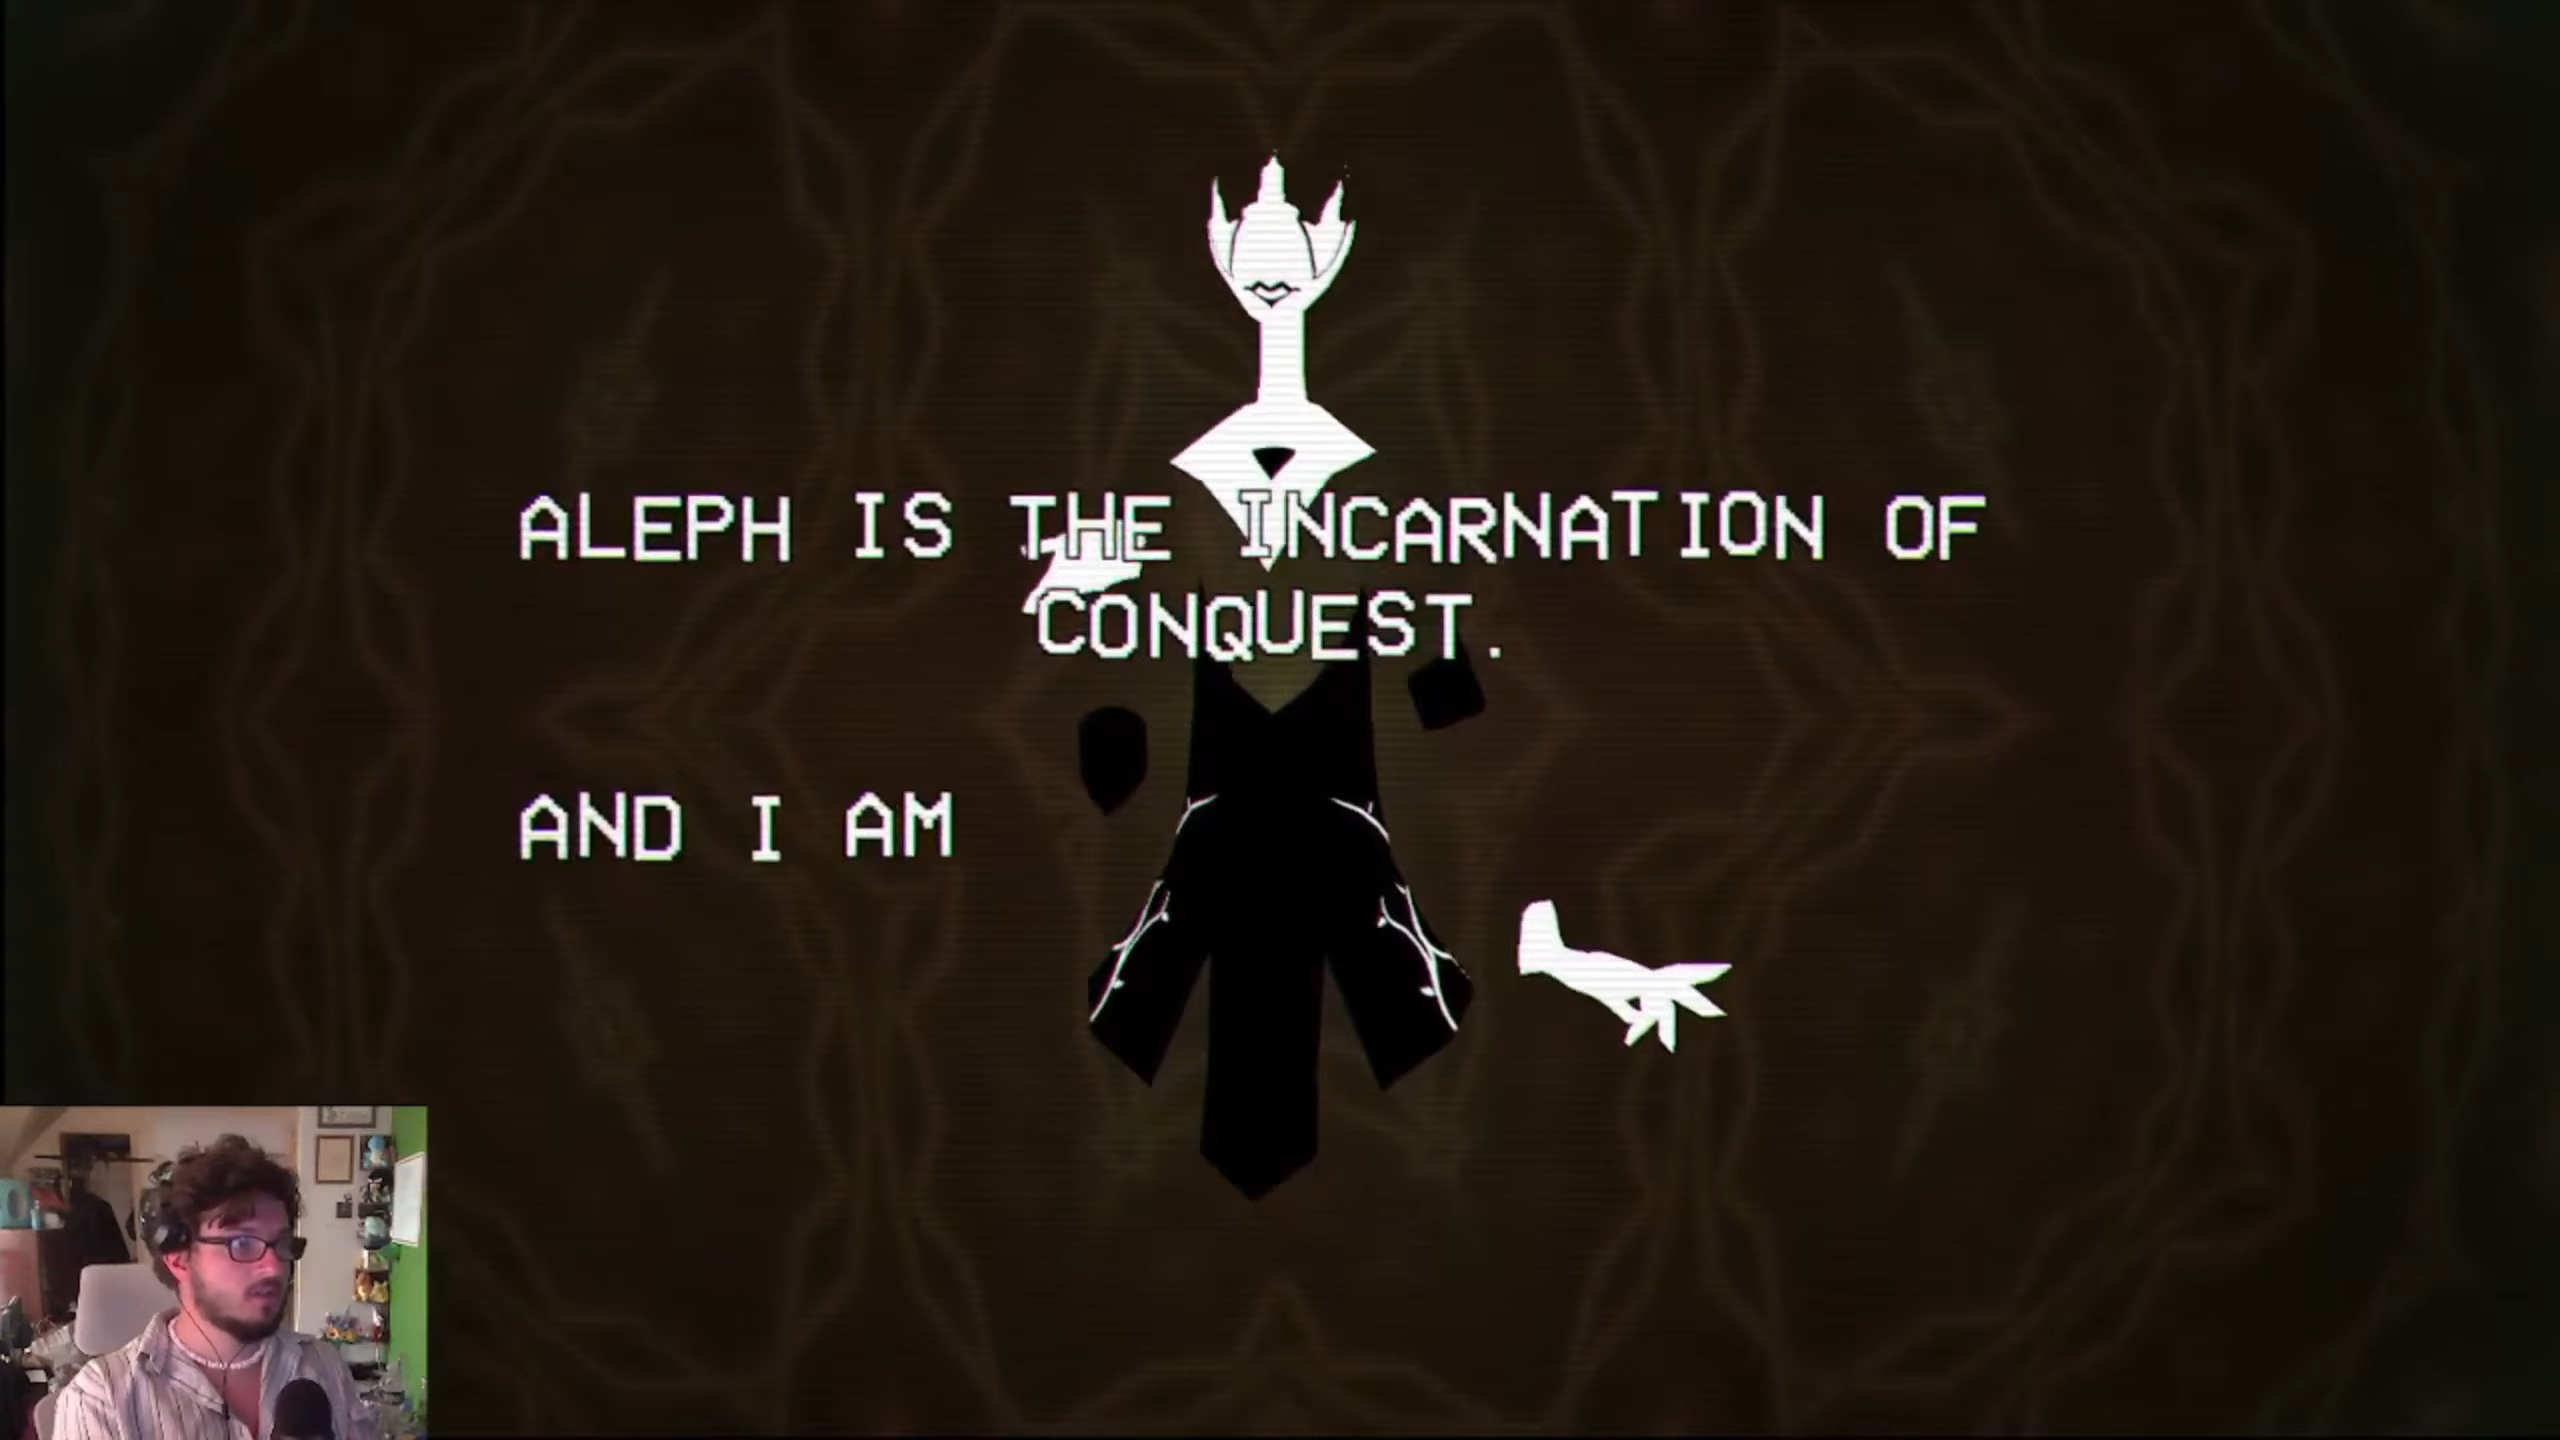 ALEPH IS THE INCARNATION OF
CONQUEST.
AND I AM